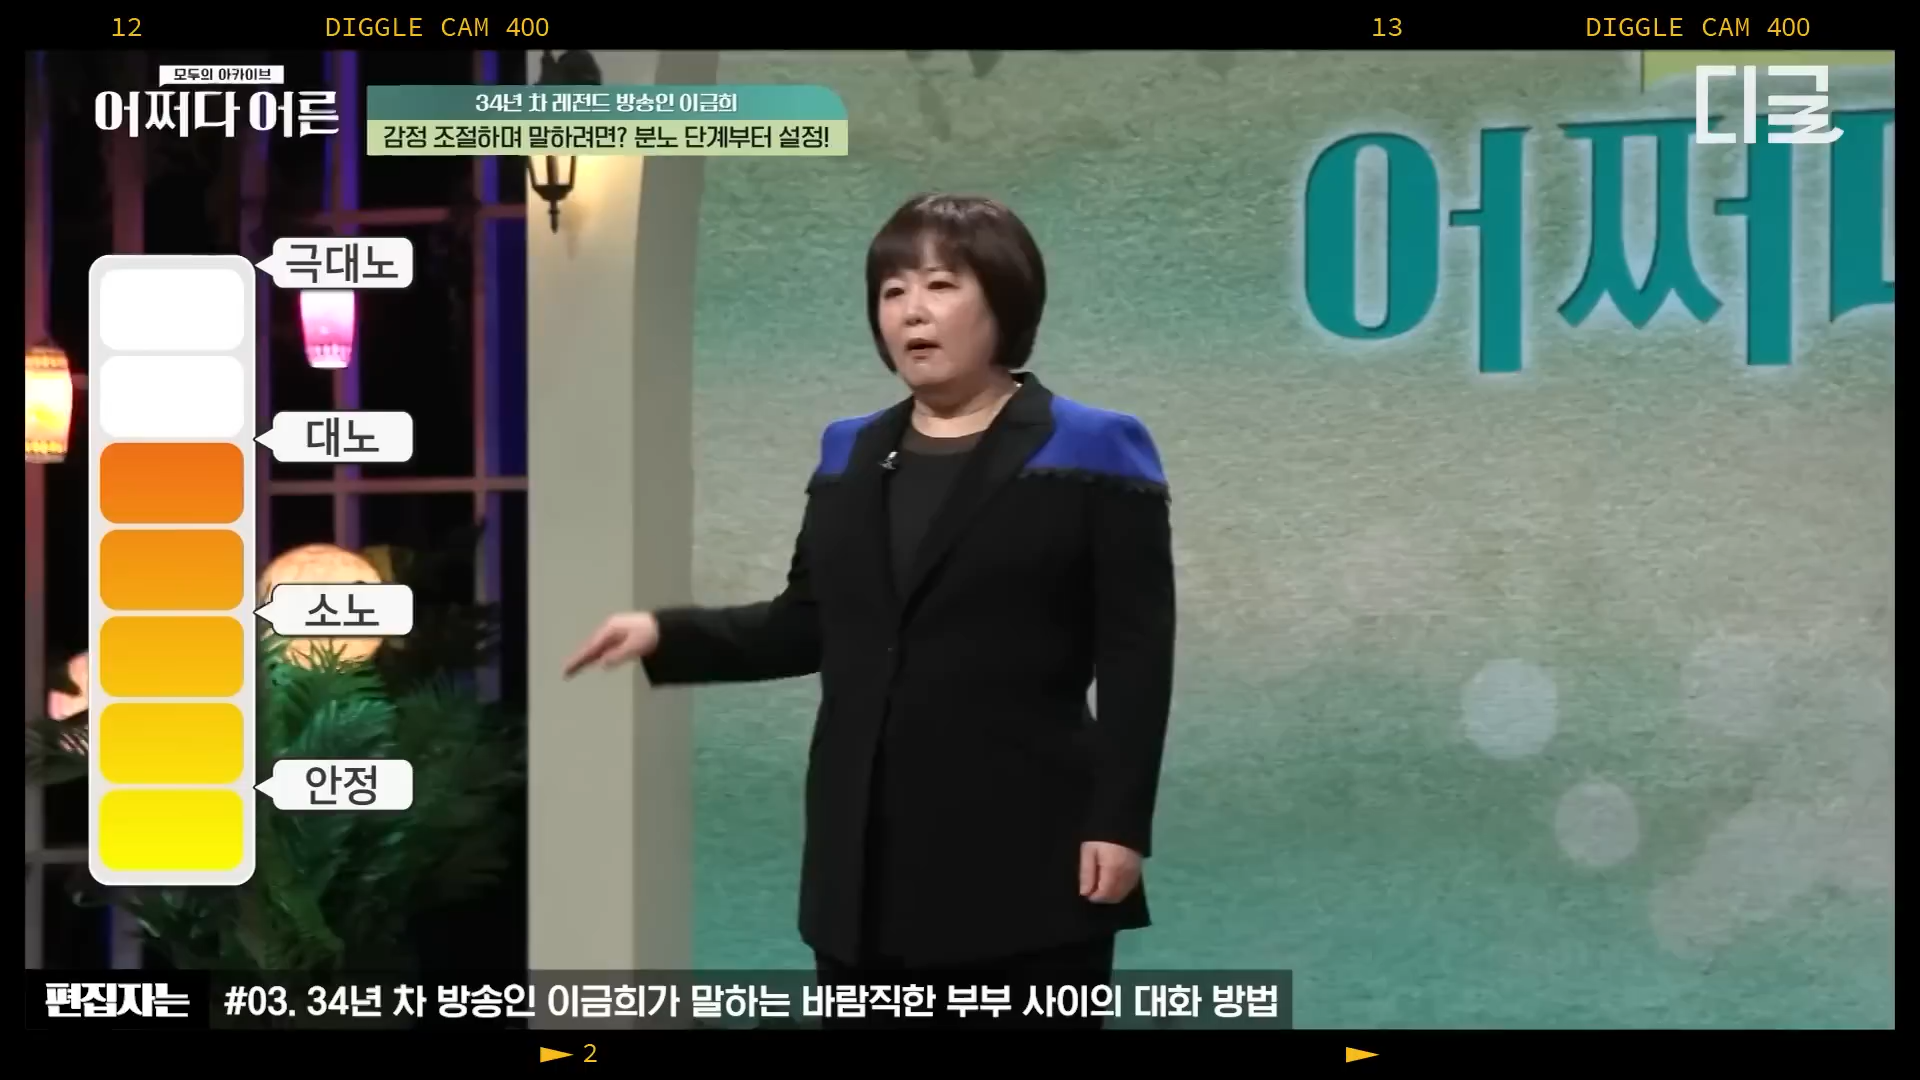 12 DIGGLE CAM 400 13 DIGGLE CAM 400
모두의 아카이브
어쩌다 어른
34년 차 레전드 방송인 이금희
감정 조절하며 말하려면? 분노 단계부터 설정!
디글
어쩌다
극대노
대노
소노
안정
편집자는 #03. 34년 차 방송인 이금희가 말하는 바람직한 부부 사이의 대화 방법
2